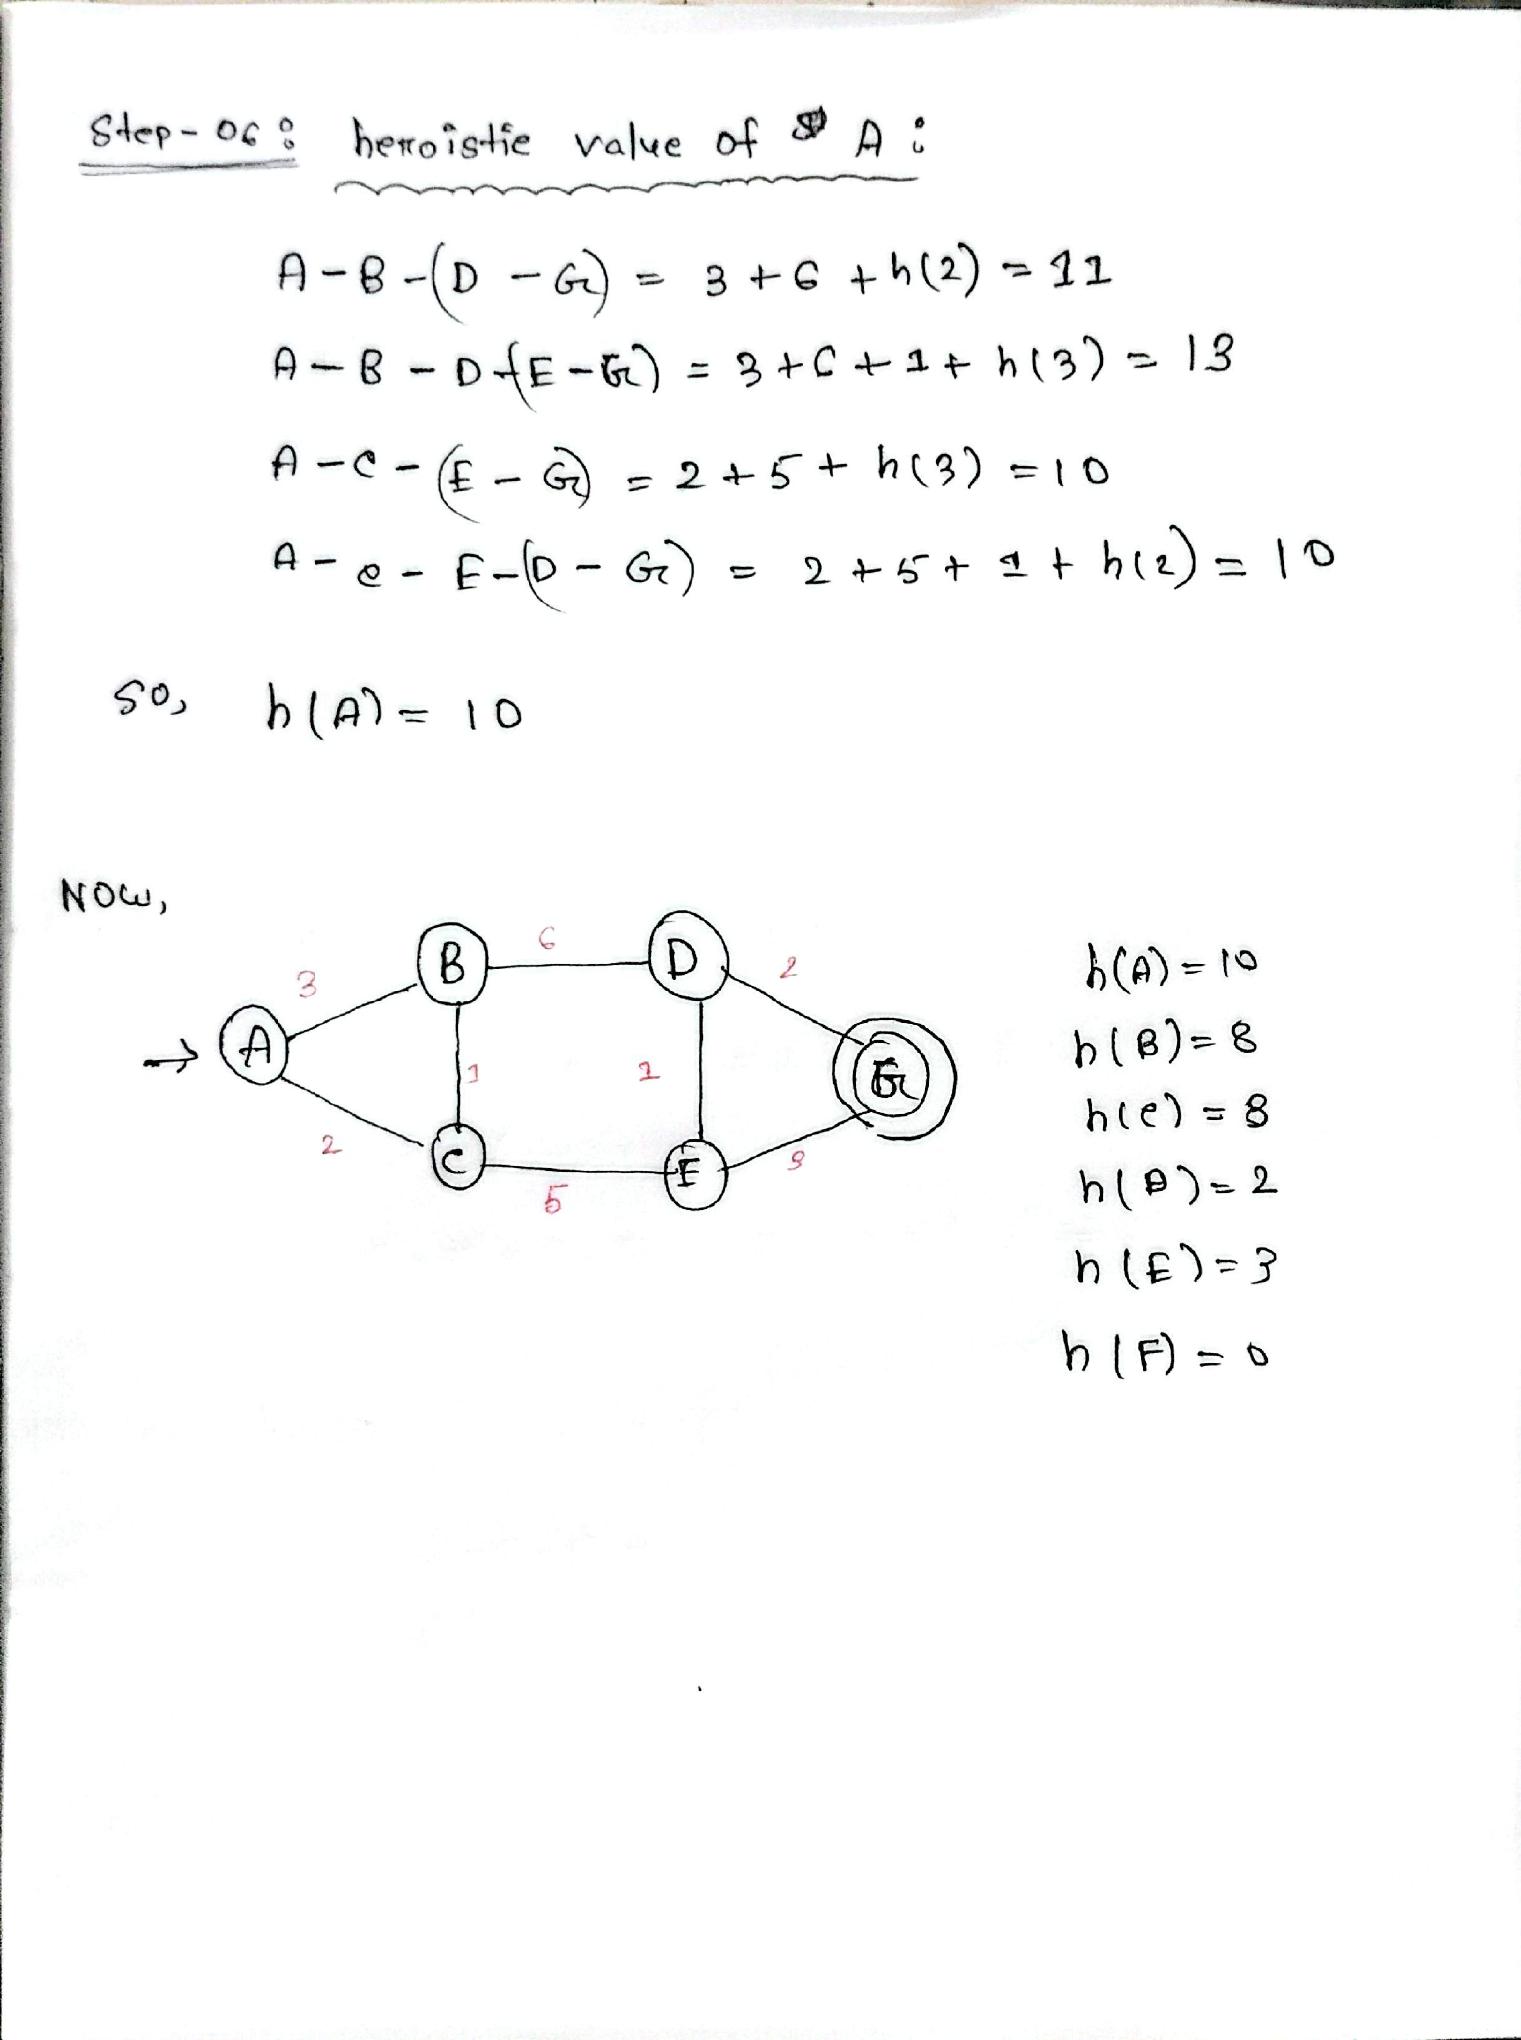 Step-06: herroistic value of A:
A-B-(D-G) = 3+6+h(2) = 11
A-B-D-(E-G) = 3+6+1+h(3) = 13
A-C-(E-G) = 2+5+h(3) = 10
A-C-E-(D-G) = 2+5+1+h(2) = 10
So, h(A) = 10
Now,
6
B
D
2
3
h(A) = 10
A
h(B) = 8
1
1
G
h(C) = 8
2
C
E
9
h(D) = 2
5
h(E) = 3
h(F) = 0